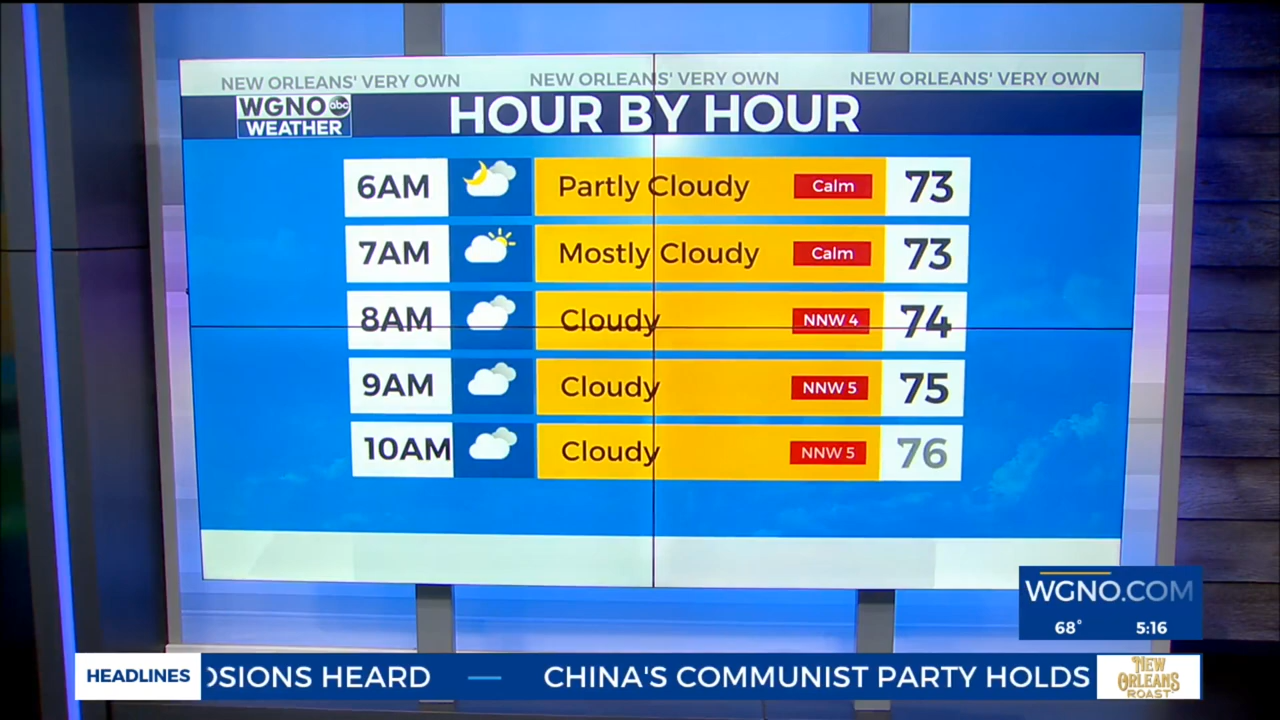 NEW ORLEANS' VERY OWN NEW ORLEANS' VERY OWN NEW ORLEANS' VERY OWN
WGNO abc
WEATHER
HOUR BY HOUR
6AM Partly Cloudy Calm 73
7AM Mostly Cloudy Calm 73
8AM Cloudy NNW 4 74
9AM Cloudy NNW 5 75
10AM Cloudy NNW 5 76
WGNO.COM
68° 5:16
HEADLINES OSIONS HEARD — CHINA'S COMMUNIST PARTY HOLDS
NEW
ORLEANS
ROAST